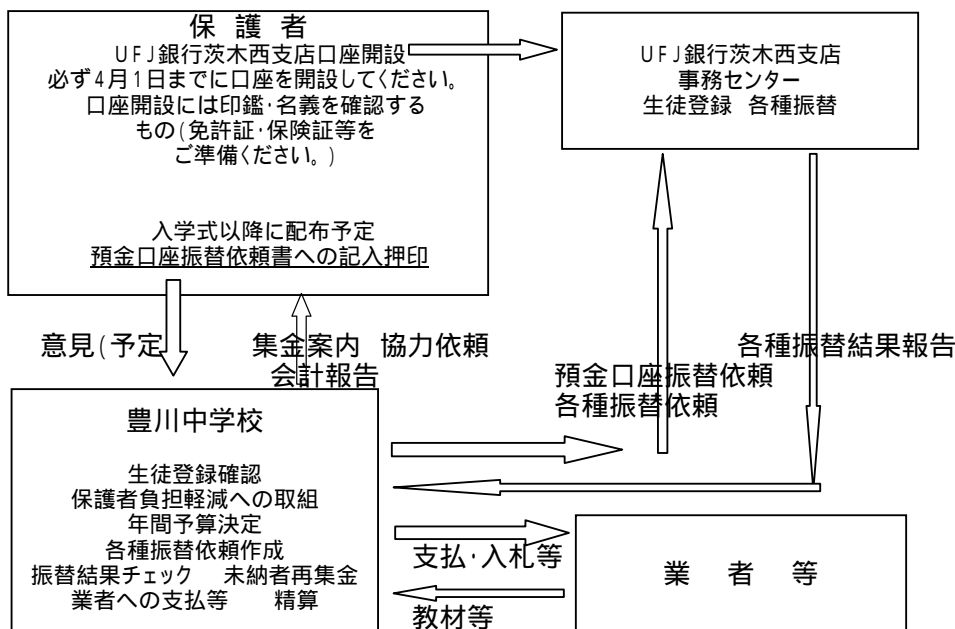 保 護 者
UFJ銀行茨木西支店口座開設
必ず4月1日までに口座を開設してください。
口座開設には印鑑・名義を確認する
もの(免許証・保険証等を
ご準備ください。)
入学式以降に配布予定
預金口座振替依頼書への記入押印
UFJ銀行茨木西支店
事務センター
生徒登録 各種振替
意見(予定
集金案内 協力依頼
会計報告
各種振替結果報告
預金口座振替依頼
各種振替依頼
豊川中学校
生徒登録確認
保護者負担軽減への取組
年間予算決定
各種振替依頼作成
振替結果チェック 未納者再集金
業者への支払等 精算
支払・入札等
教材等
業 者 等